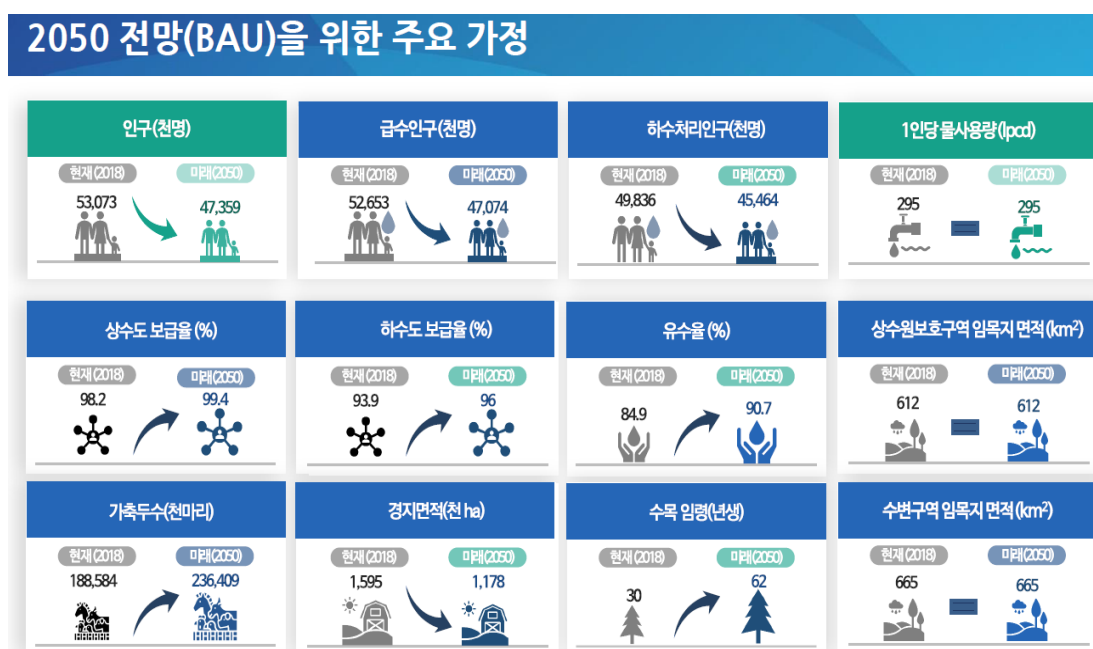 2050 전망(BAU)을 위한 주요 가정
인구(천명)
현재(2018) 미래(2050)
53,073 47,359
급수인구(천명)
현재(2018) 미래(2050)
52,653 47,074
하수처리인구(천명)
현재(2018) 미래(2050)
49,836 45,464
1인당 물사용량(lpcd)
현재(2018) 미래(2050)
295 295
상수도 보급율 (%)
현재(2018) 미래(2050)
98.2 99.4
하수도 보급율 (%)
현재(2018) 미래(2050)
93.9 96
유수율 (%)
현재(2018) 미래(2050)
84.9 90.7
상수원보호구역 임목지 면적(km²)
현재(2018) 미래(2050)
612 612
가축두수(천마리)
현재(2018) 미래(2050)
188,584 236,409
경지면적(천 ha)
현재(2018) 미래(2050)
1,595 1,178
수목 임령(년생)
현재(2018) 미래(2050)
30 62
수변구역 임목지 면적(km²)
현재(2018) 미래(2050)
665 665